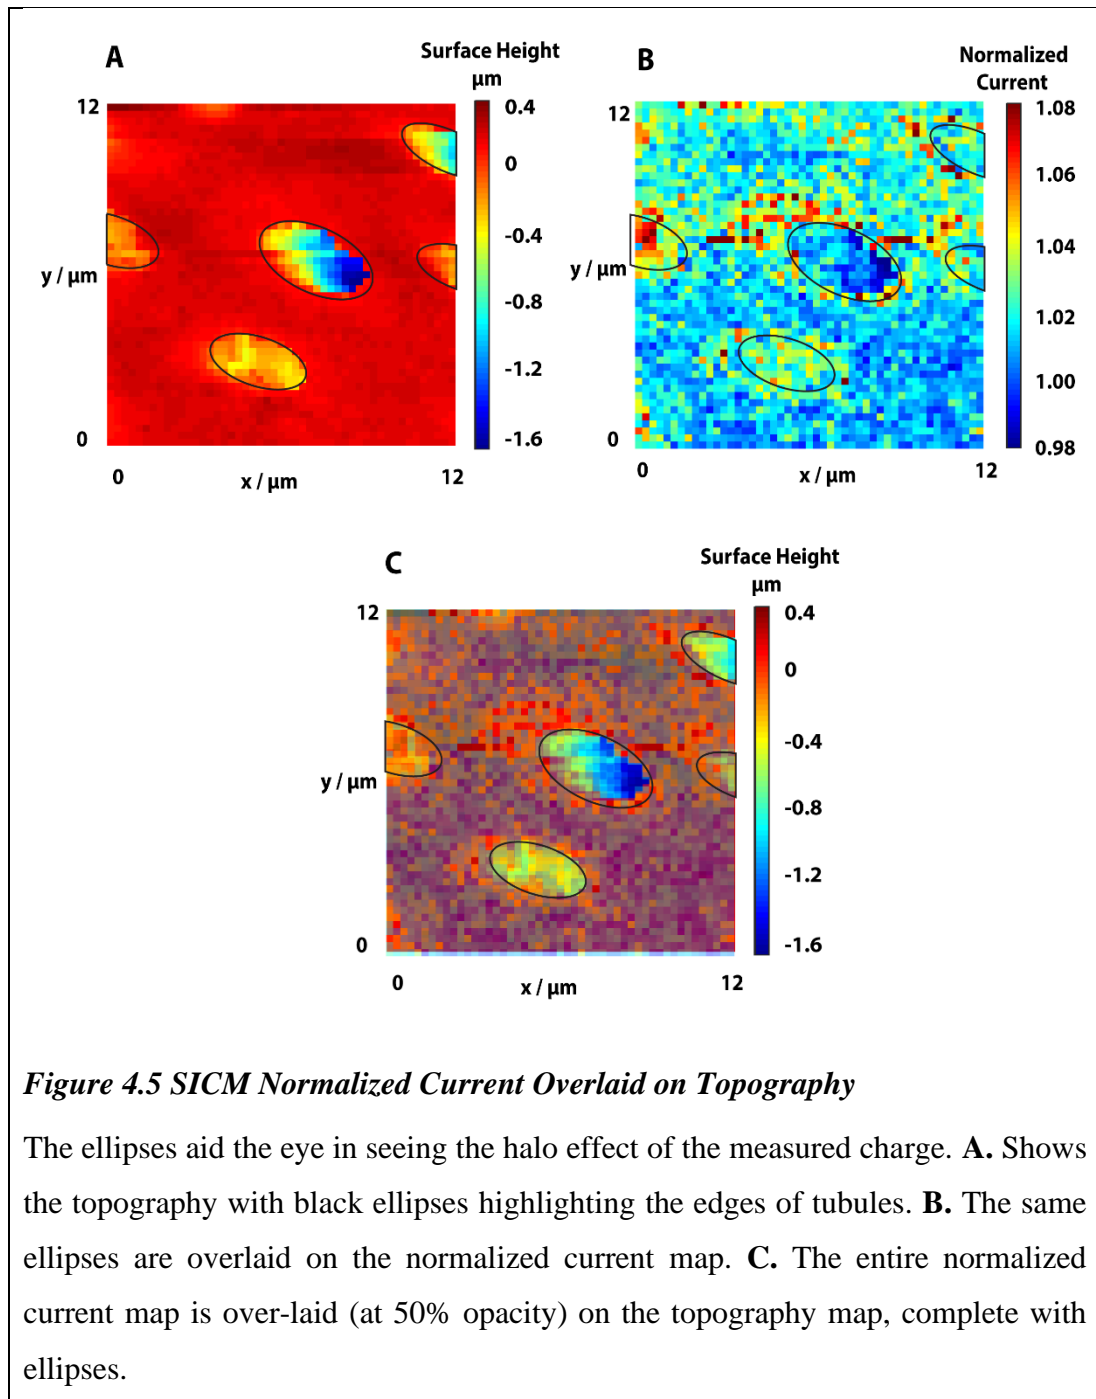 A
Surface Height
µm
12
0.4
0
-0.4
y / µm
-0.8
-1.2
0
-1.6
0
x / µm
12
B
Normalized
Current
12
1.08
1.06
1.04
y / µm
1.02
1.00
0
0.98
0
x / µm
12
C
Surface Height
µm
12
0.4
0
-0.4
y / µm
-0.8
-1.2
0
-1.6
0
x / µm
12
Figure 4.5 SICM Normalized Current Overlaid on Topography
The ellipses aid the eye in seeing the halo effect of the measured charge. A. Shows
the topography with black ellipses highlighting the edges of tubules. B. The same
ellipses are overlaid on the normalized current map. C. The entire normalized
current map is over-laid (at 50% opacity) on the topography map, complete with
ellipses.